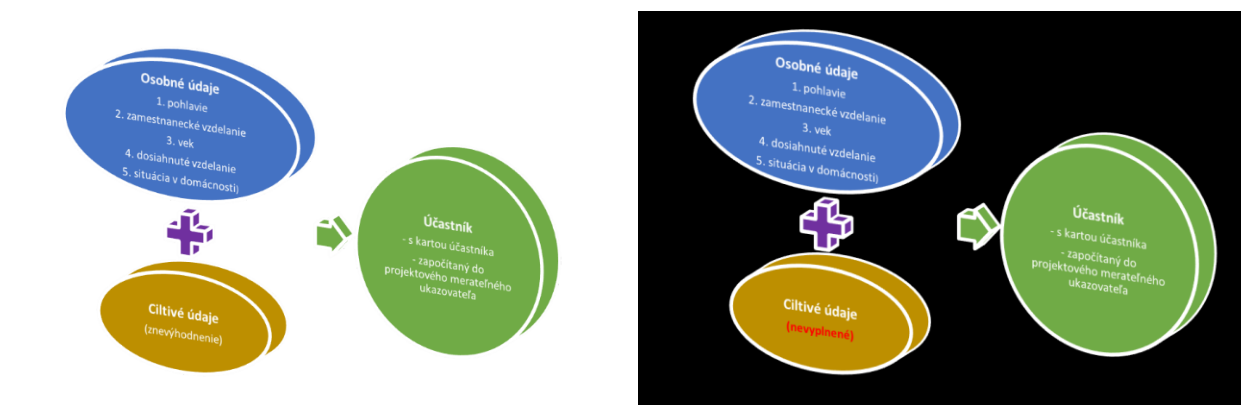 Osobné údaje
1. pohlavie
2. zamestnanecké vzdelanie
3. vek
4. dosiahnuté vzdelanie
5. situácia v domácnosti)
Ciltivé údaje
(znevýhodnenie)
Účastník
- s kartou účastníka
- započítaný do
projektového merateľného
ukazovateľa
Osobné údaje
1. pohlavie
2. zamestnanecké vzdelanie
3. vek
4. dosiahnuté vzdelanie
5. situácia v domácnosti)
Ciltivé údaje
(nevyplnené)
Účastník
- s kartou účastníka
- započítaný do
projektového merateľného
ukazovateľa